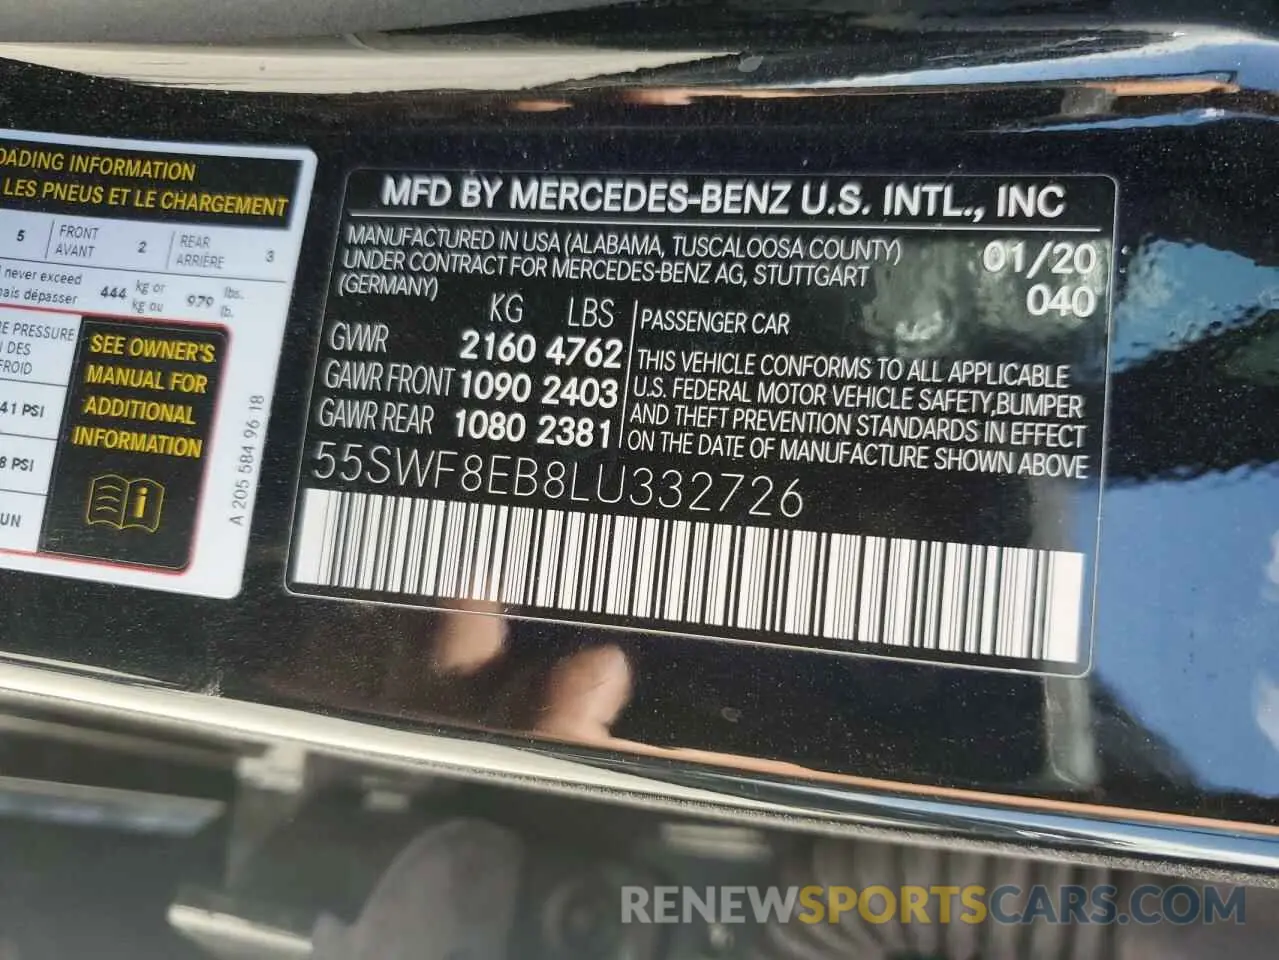 OADING INFORMATION
LES PNEUS ET LE CHARGEMENT
5 FRONT AVANT 2 REAR ARRIÈRE 3
never exceed
ais dépasser 444 kg or kg ou 979 lbs. lb.
E PRESSURE
DES
FROID
41 PSI
8 PSI
UN
SEE OWNER'S
MANUAL FOR
ADDITIONAL
INFORMATION
A 205 584 96 18
MFD BY MERCEDES-BENZ U.S. INTL., INC
MANUFACTURED IN USA (ALABAMA, TUSCALOOSA COUNTY) 01/20
UNDER CONTRACT FOR MERCEDES-BENZ AG, STUTTGART 040
(GERMANY)
KG LBS
GWR 2160 4762
GAWR FRONT 1090 2403
GAWR REAR 1080 2381
PASSENGER CAR
THIS VEHICLE CONFORMS TO ALL APPLICABLE
U.S. FEDERAL MOTOR VEHICLE SAFETY,BUMPER
AND THEFT PREVENTION STANDARDS IN EFFECT
ON THE DATE OF MANUFACTURE SHOWN ABOVE
55SWF8EB8LU332726
RENEWSPORTSCARS.COM